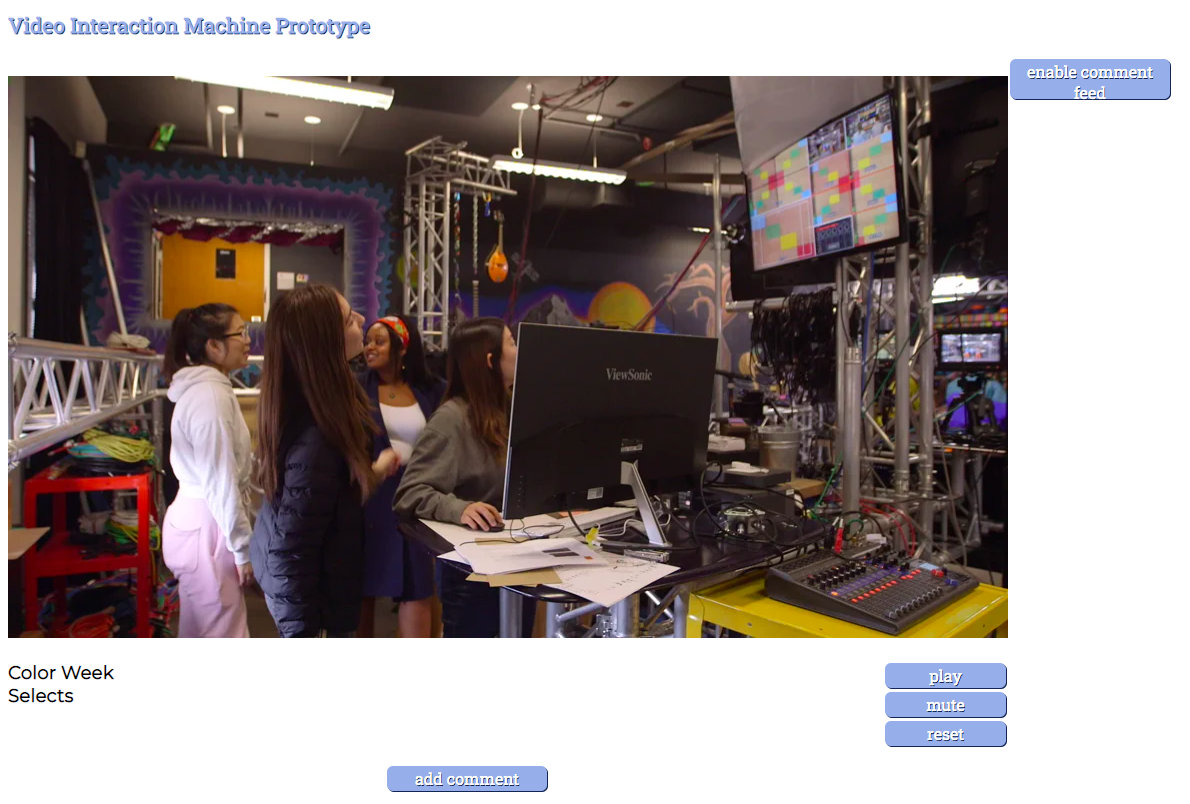 Video Interaction Machine Prototype
enable comment
feed
ViewSonic
Color Week
Selects
play
mute
reset
add comment